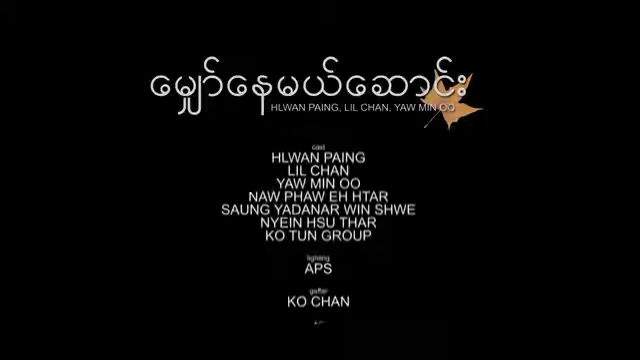 မျှော်နေမယ်ဆောင်း
HLWAN PAING, LIL CHAN, YAW MIN OO
cast
HLWAN PAING
LIL CHAN
YAW MIN OO
NAW PHAW EH HTAR
SAUNG YADANAR WIN SHWE
NYEIN HSU THAR
KO TUN GROUP
lighting
APS
gaffar
KO CHAN